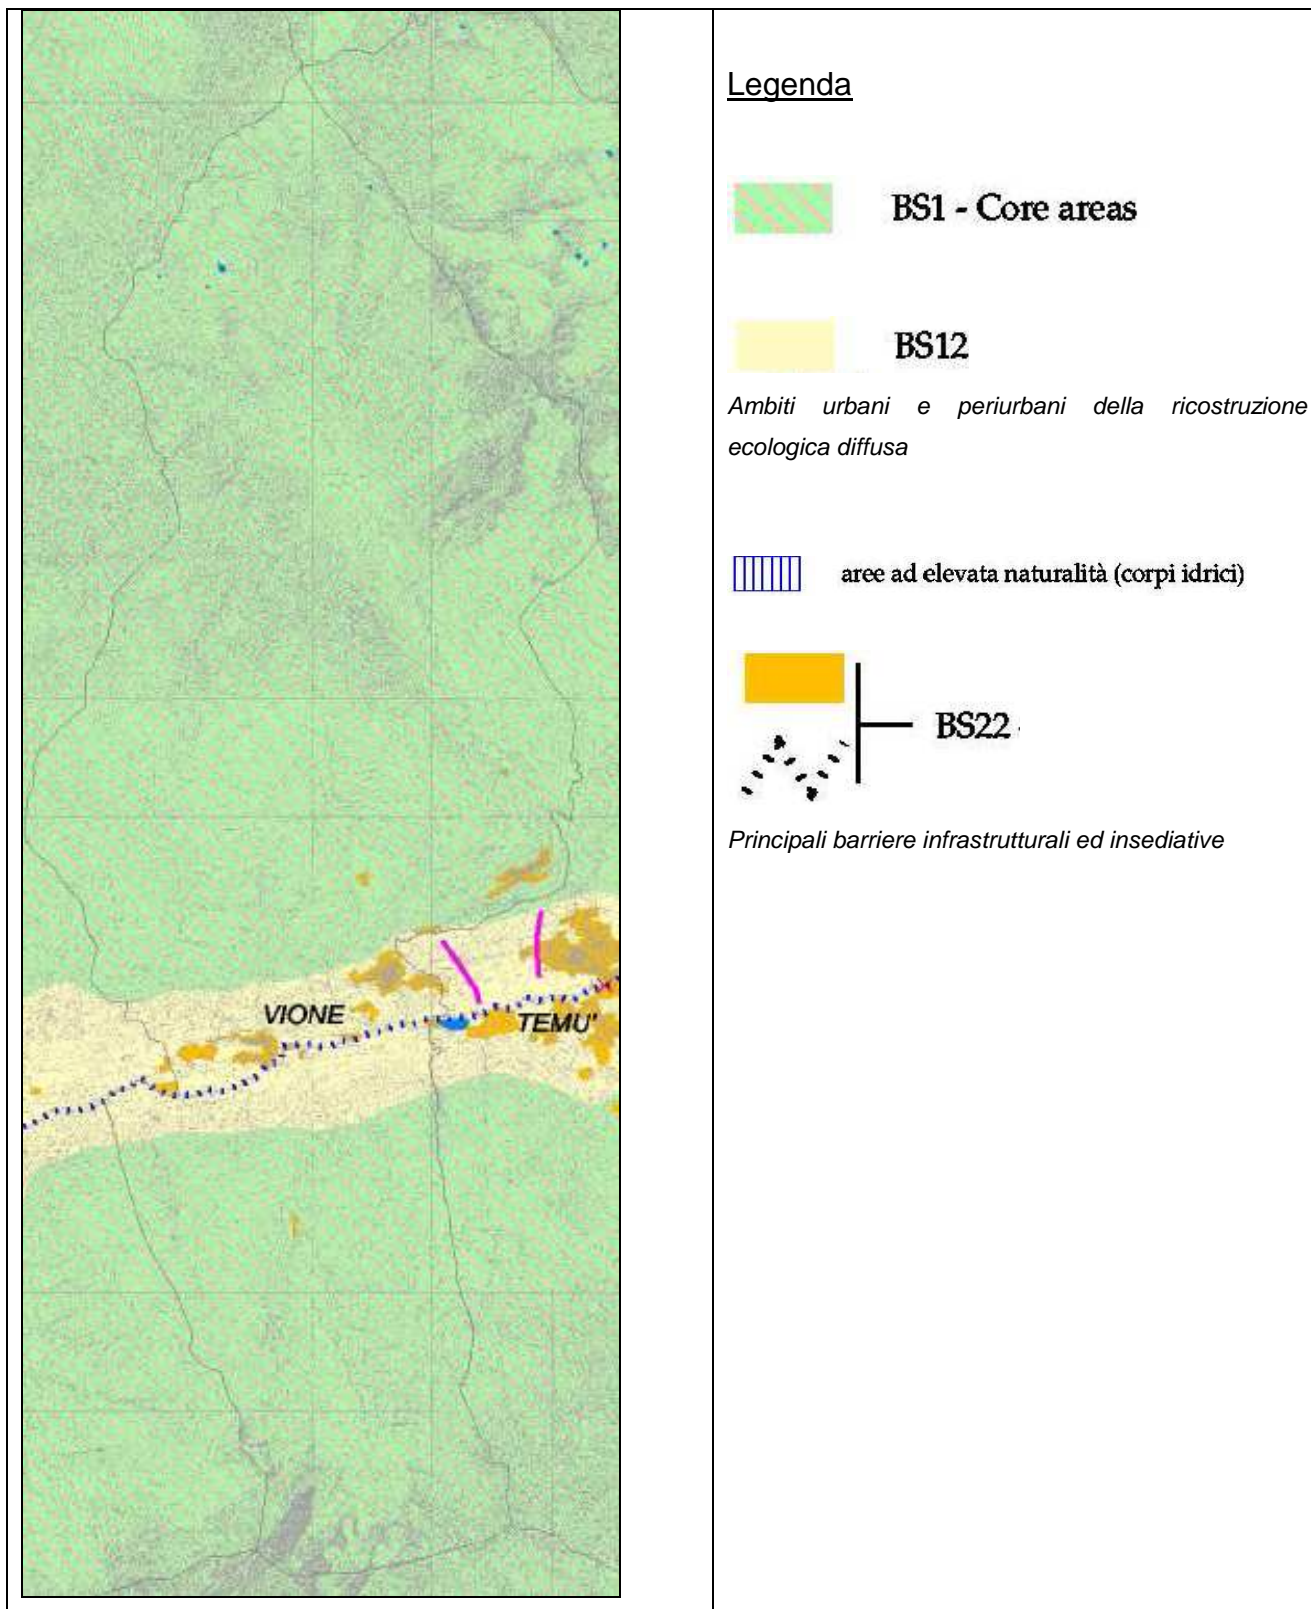 VIONE
TEMU'
Legenda
BS1 - Core areas
BS12
Ambiti urbani e periurbani della ricostruzione
ecologica diffusa
aree ad elevata naturalità (corpi idrici)
BS22 -
Principali barriere infrastrutturali ed insediative